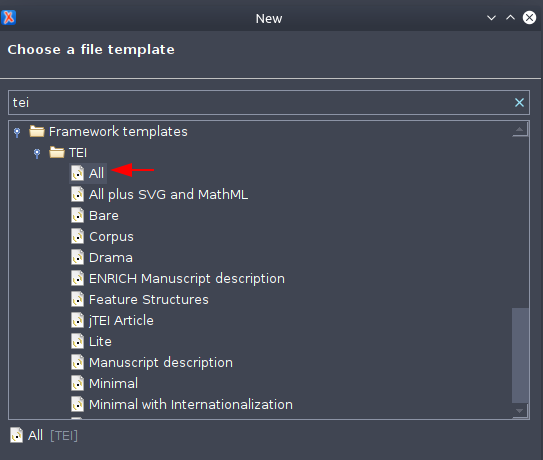 New
Choose a file template
tei
Framework templates
TEI
All
All plus SVG and MathML
Bare
Corpus
Drama
ENRICH Manuscript description
Feature Structures
jTEI Article
Lite
Manuscript description
Minimal
Minimal with Internationalization
All [TEI]